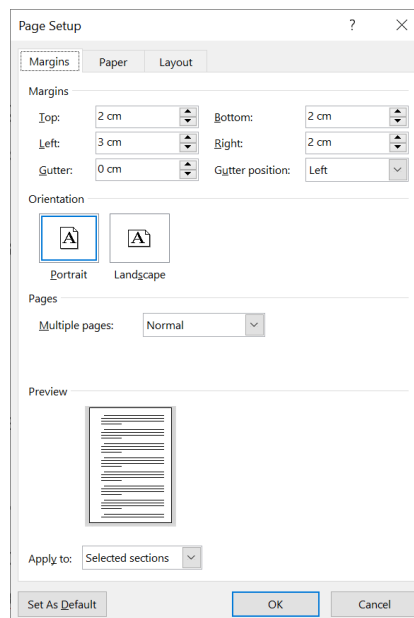 Page Setup ? ×
Margins Paper Layout
Margins
Top: 2 cm Bottom: 2 cm
Left: 3 cm Right: 2 cm
Gutter: 0 cm Gutter position: Left
Orientation
A A
Portrait Landscape
Pages
Multiple pages: Normal
Preview
Apply to: Selected sections
Set As Default OK Cancel